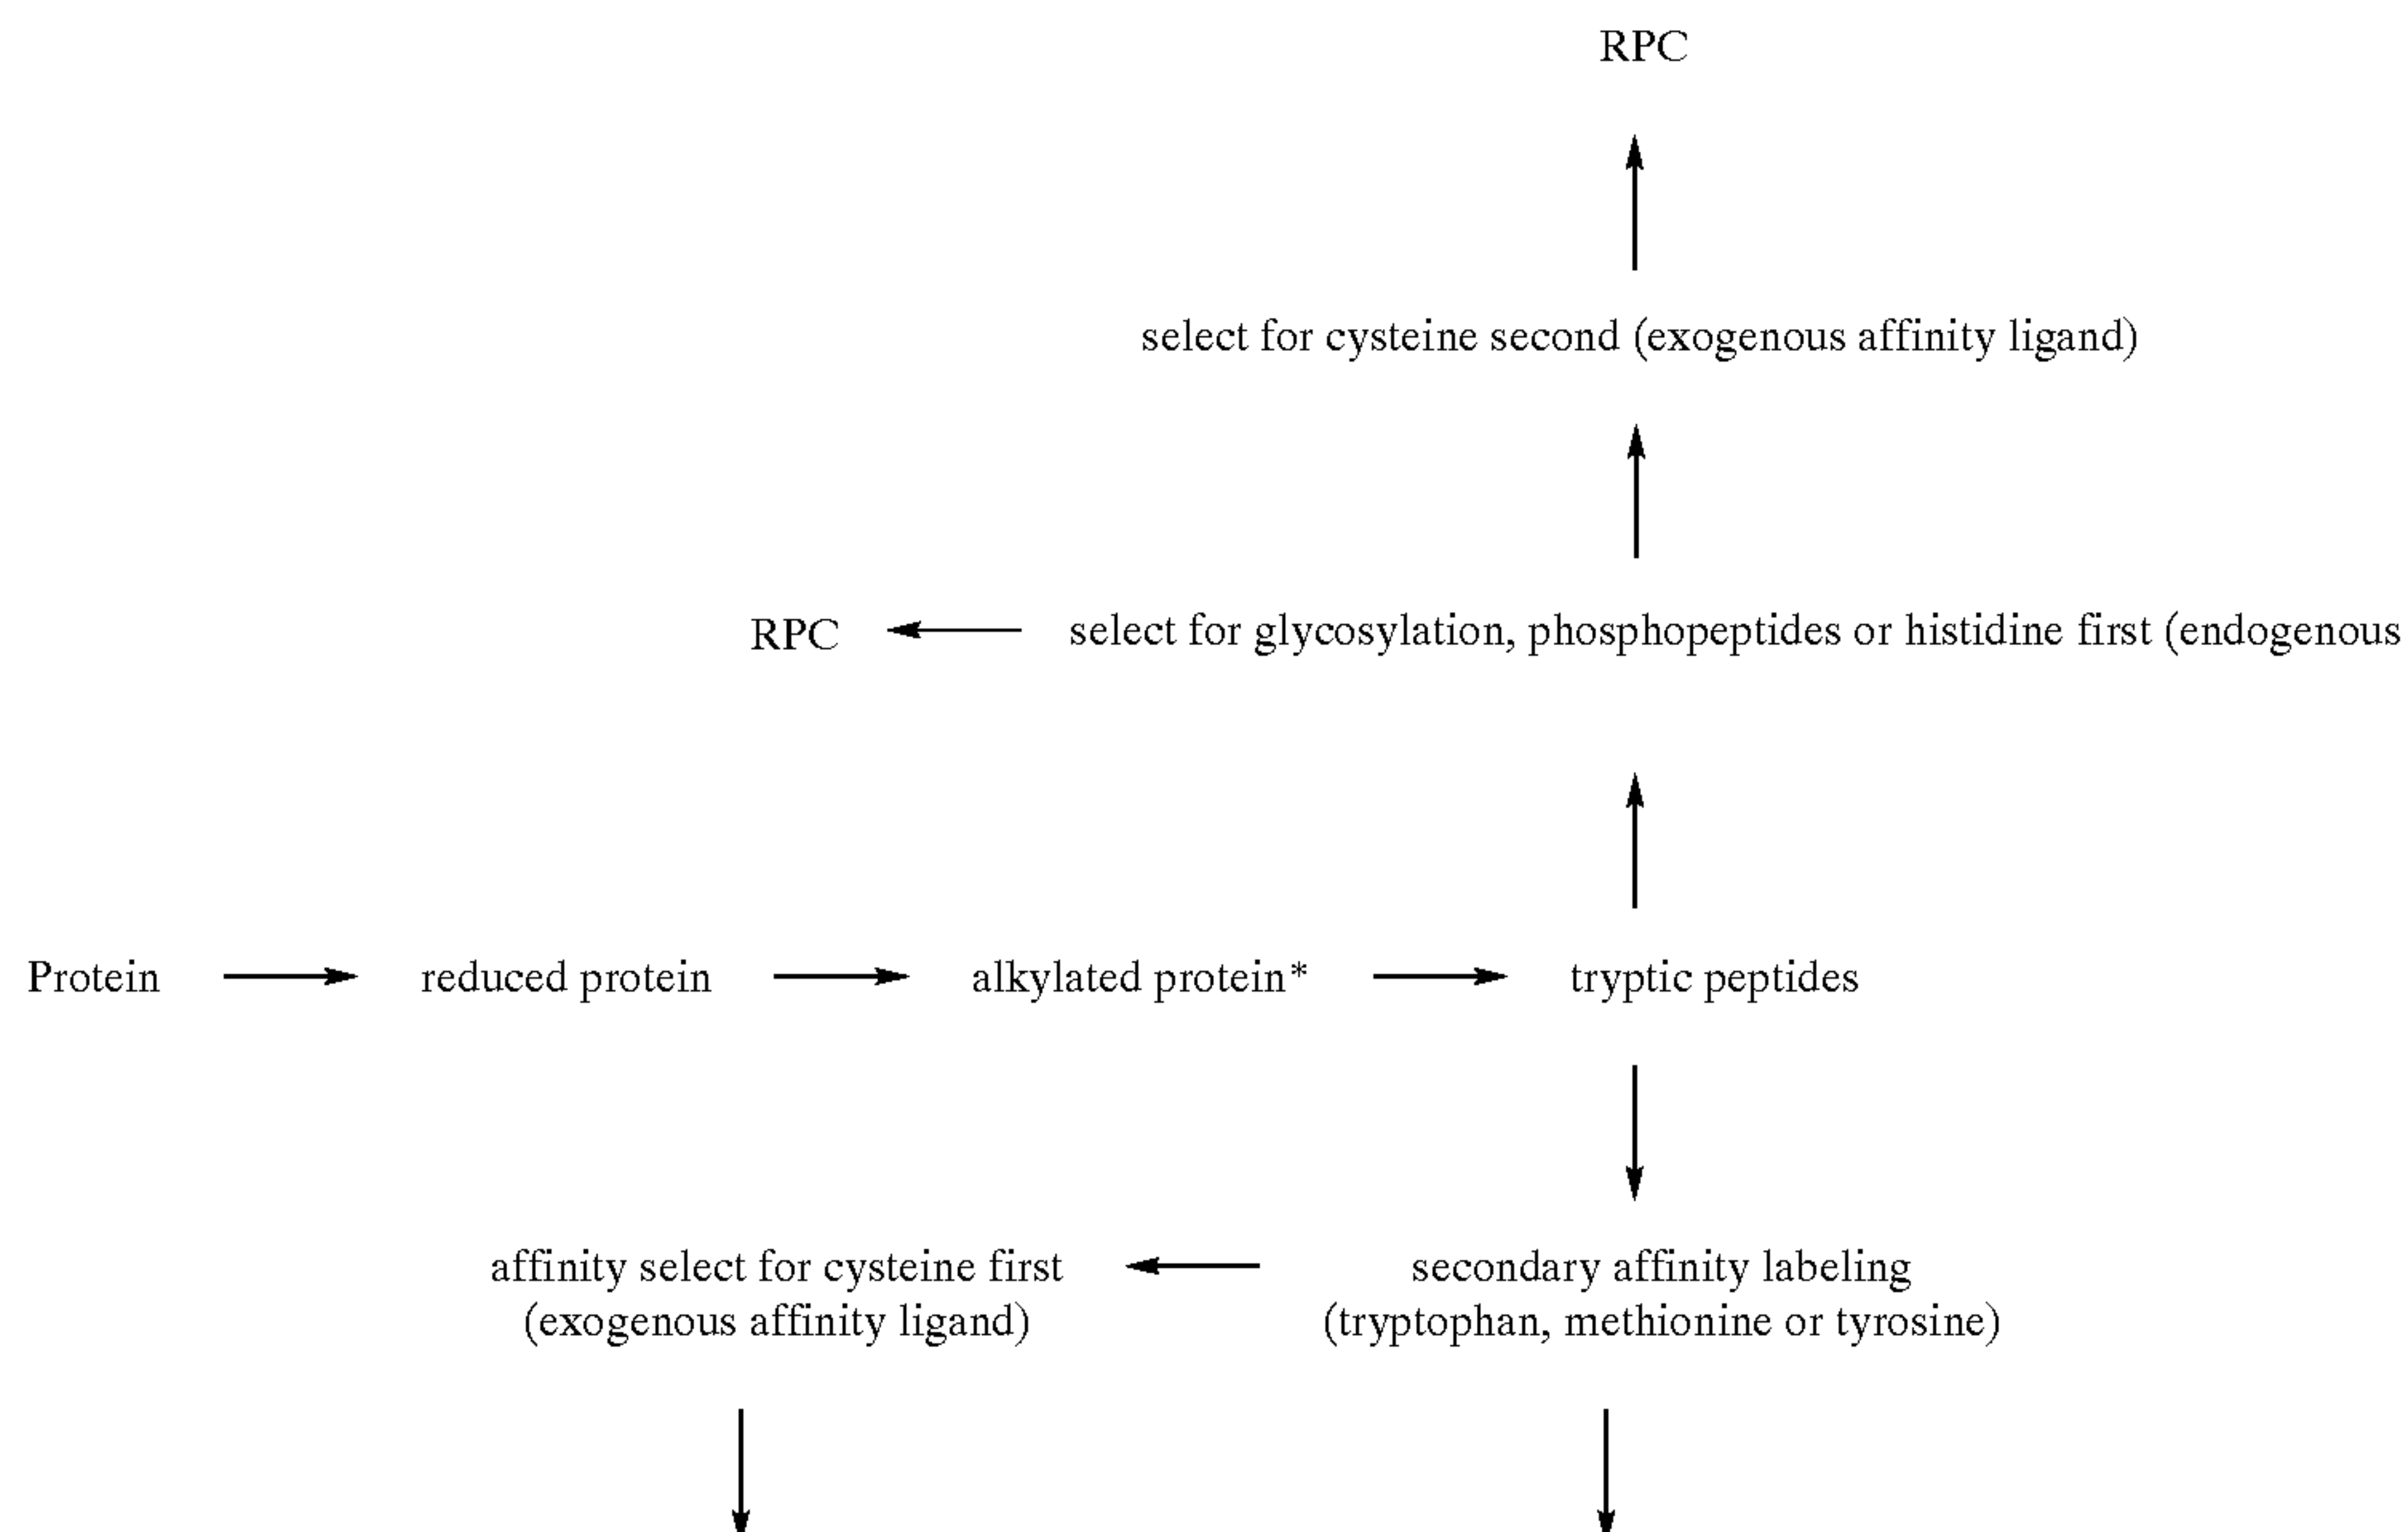 RPC
select for cysteine second (exogenous affinity ligand)
RPC
select for glycosylation, phosphopeptides or histidine first (endogenous
Protein
reduced protein
alkylated protein*
tryptic peptides
affinity select for cysteine first
(exogenous affinity ligand)
secondary affinity labeling
(tryptophan, methionine or tyrosine)